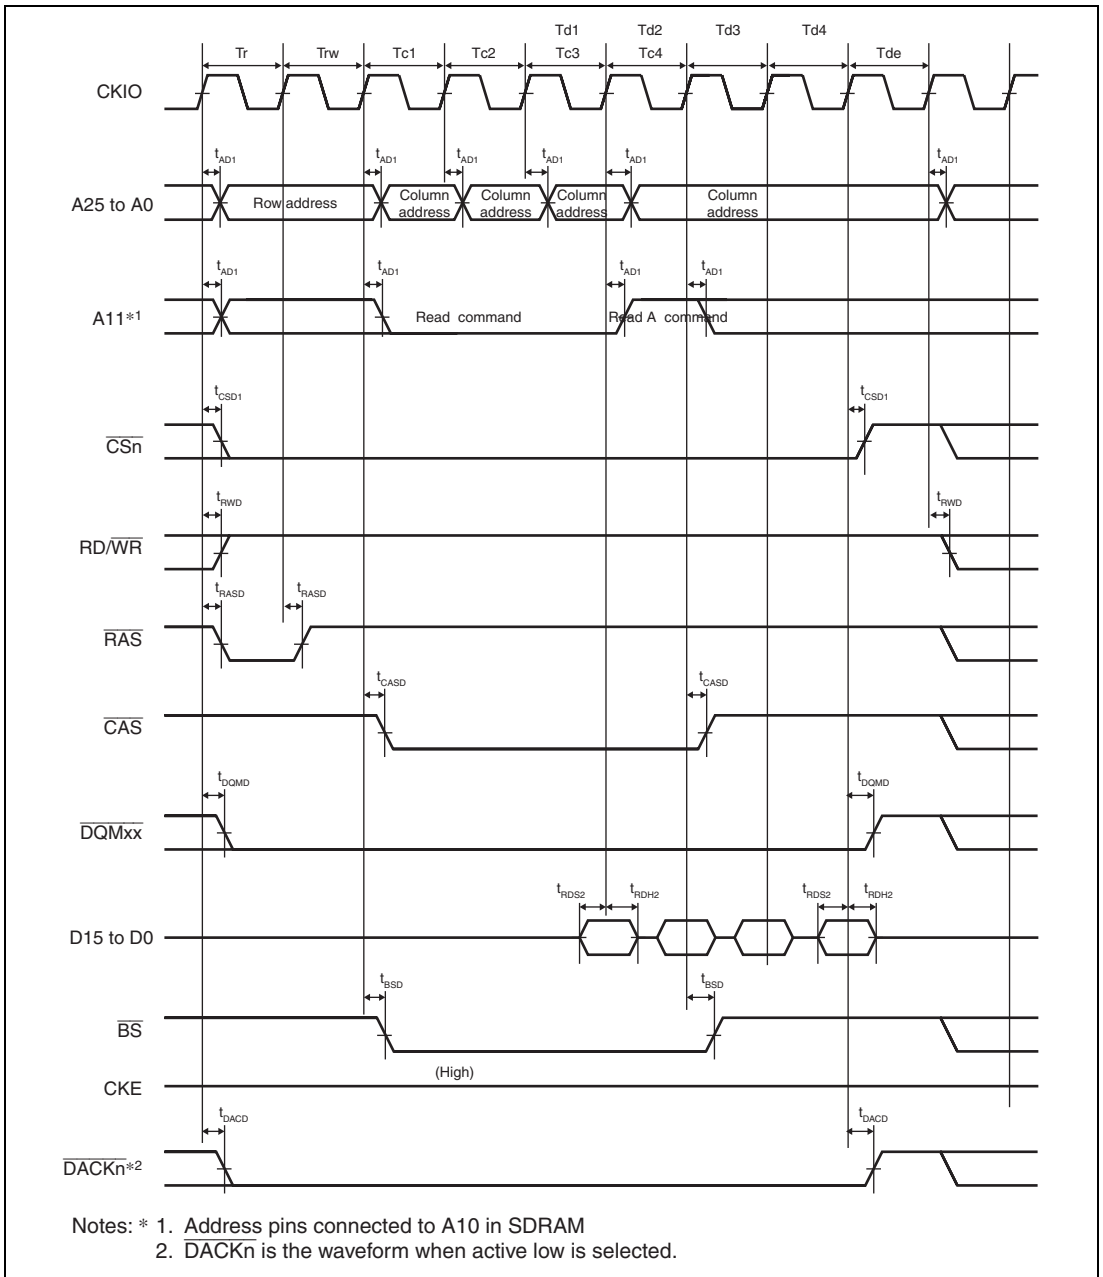 Td1 Td2 Td3 Td4
Tr Trw Tc1 Tc2 Tc3 Tc4 Tde
CKIO
tAD1 tAD1 tAD1 tAD1 tAD1 tAD1
A25 to A0 Row address Column address Column address Column address Column address
tAD1 tAD1 tAD1 tAD1
A11*1 Read command Read A command
tCSD1 tCSD1
CSn
tRWD tRWD
RD/WR
tRASD tRASD
RAS
tCASD tCASD
CAS
tDQMD tDQMD
DQMxx
tRDS2 tRDH2 tRDS2 tRDH2
D15 to D0
tBSD tBSD
BS
(High)
CKE
tDACD tDACD
DACKn*2
Notes: * 1. Address pins connected to A10 in SDRAM
2. DACKn is the waveform when active low is selected.